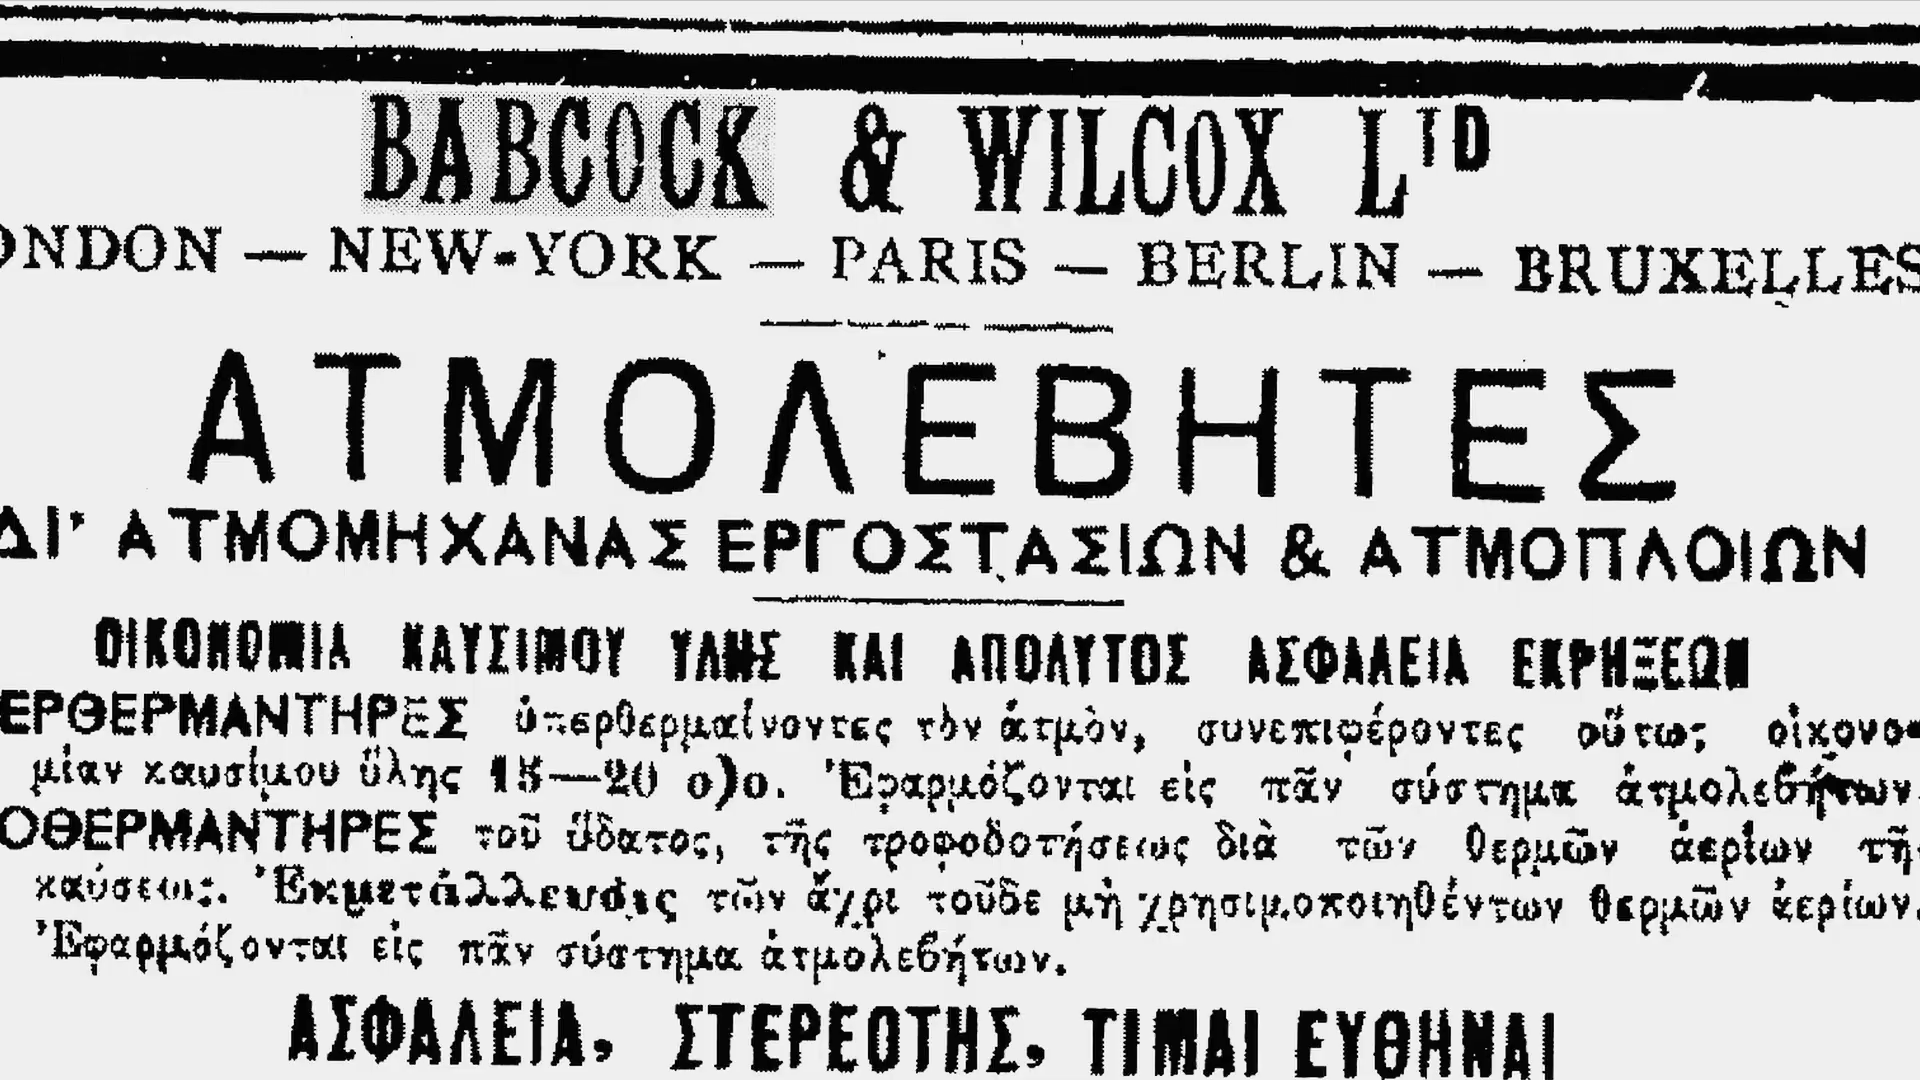 BABCOCK & WILCOX LTD
ONDON — NEW-YORK — PARIS — BERLIN — BRUXELLES
ΑΤΜΟΛΕΒΗΤΕΣ
ΔΙ' ΑΤΜΟΜΗΧΑΝΑΣ ΕΡΓΟΣΤΑΣΙΩΝ & ΑΤΜΟΠΛΟΙΩΝ
ΟΙΚΟΝΟΜΙΑ ΚΑΥΣΙΜΟΥ ΥΛΗΣ ΚΑΙ ΑΠΟΛΥΤΟΣ ΑΣΦΑΛΕΙΑ ΕΚΡΗΞΕΩΝ
ΕΡΘΕΡΜΑΝΤΗΡΕΣ ὑπερθερμαίνοντες τὸν ἀτμὸν, συνεπιφέροντες οὕτως οἰκονο-
μίαν καυσίμου ὕλης 15—20 ο)ο. Ἐφαρμόζονται εἰς πᾶν σύστημα ἀτμολεβήτων.
ΟΘΕΡΜΑΝΤΗΡΕΣ τοῦ ὕδατος, τῆς τροφοδοτήσεως διὰ τῶν θερμῶν ἀερίων τῆς
καύσεως. Ἐκμετάλλευσις τῶν ἄχρι τοῦδε μὴ χρησιμοποιηθέντων θερμῶν ἀερίων.
Ἐφαρμόζονται εἰς πᾶν σύστημα ἀτμολεβήτων.
ΑΣΦΑΛΕΙΑ, ΣΤΕΡΕΟΤΗΣ, ΤΙΜΑΙ ΕΥΘΗΝΑΙ